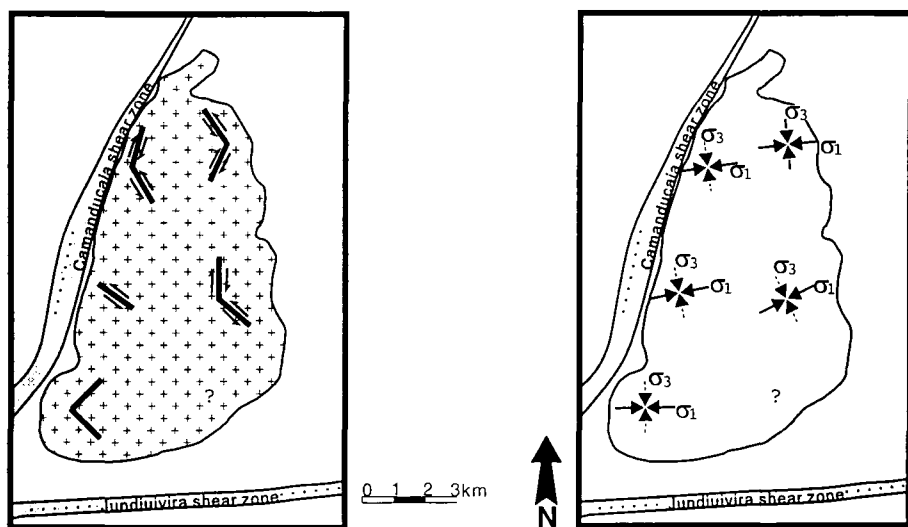 Camanducaia shear zone
?
Jundiuvira shear zone
0 1 2 3km
N
σ3
σ1
σ3
σ1
σ3
σ1
σ3
σ1
σ3
σ1
?
Camanducaia shear zone
Jundiuvira shear zone